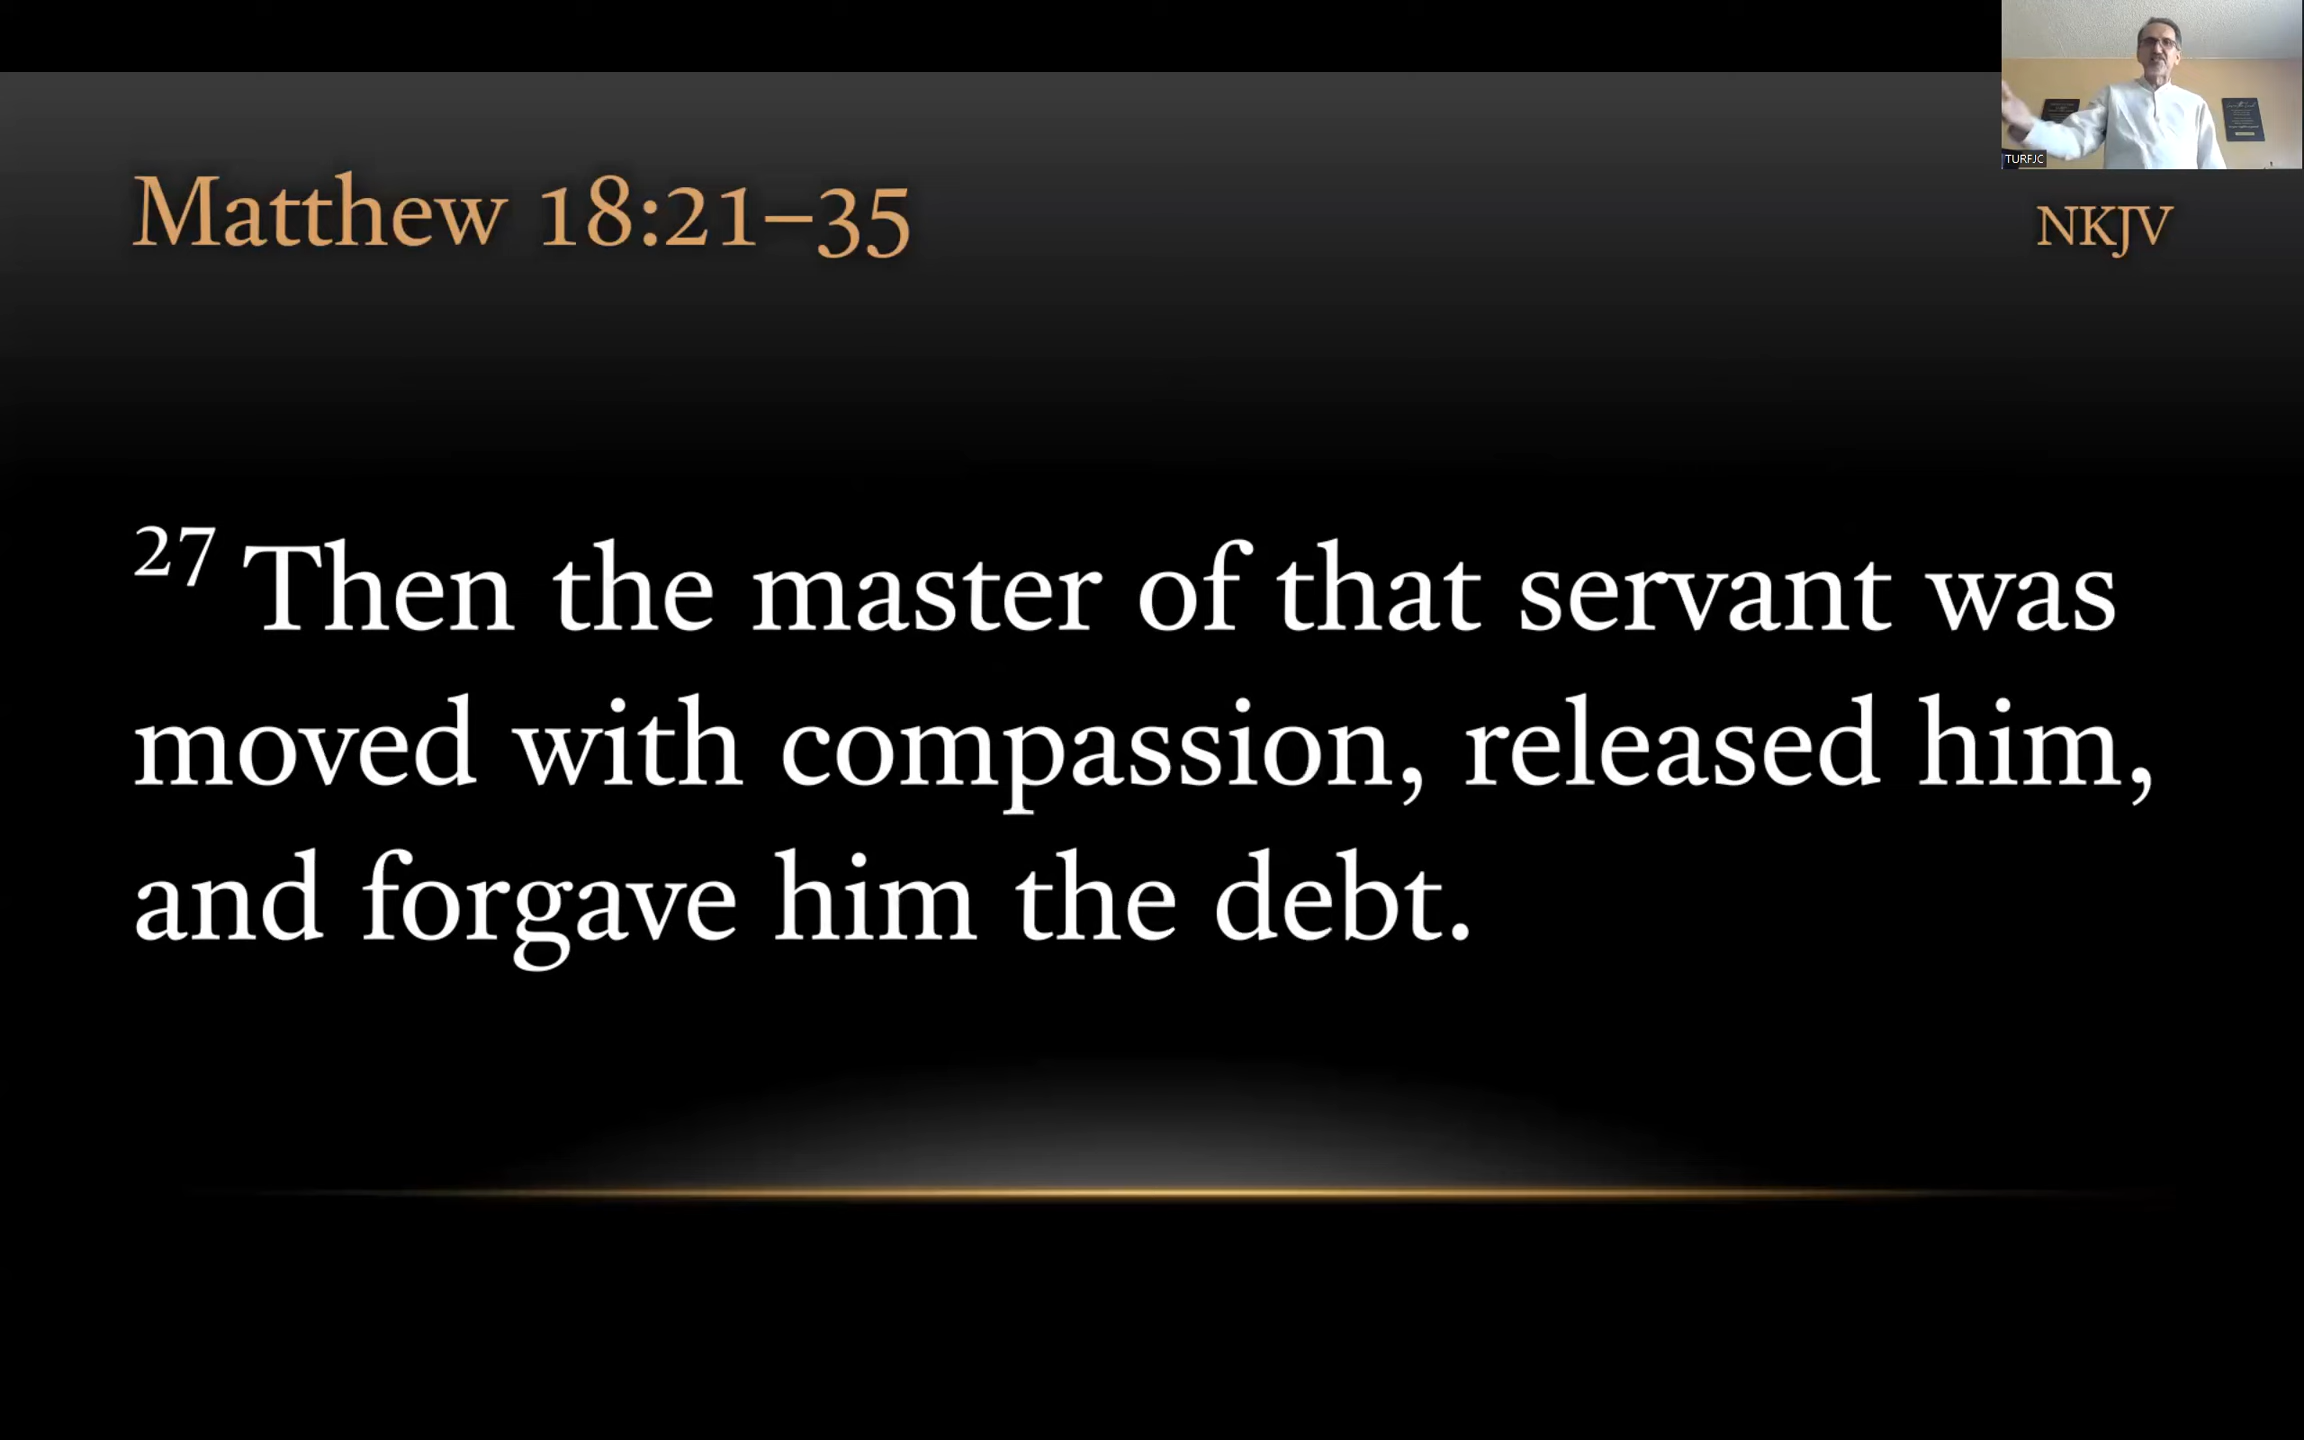 TURFJC
Matthew 18:21–35
NKJV
27 Then the master of that servant was
moved with compassion, released him,
and forgave him the debt.